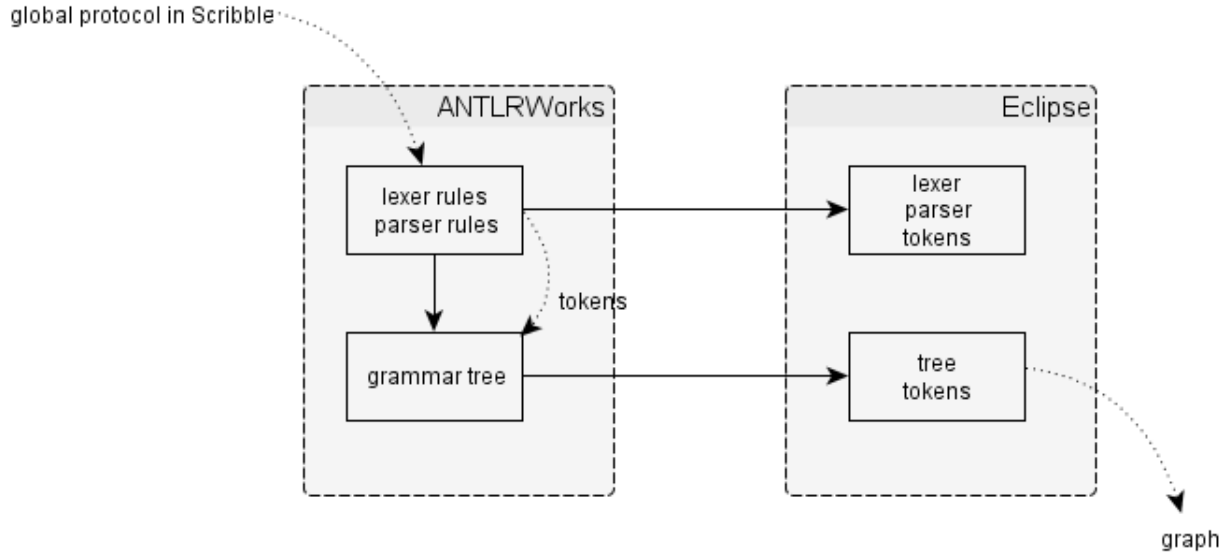 global protocol in Scribble
ANTLRWorks
Eclipse
lexer rules
parser rules
lexer
parser
tokens
tokens
grammar tree
tree
tokens
graph